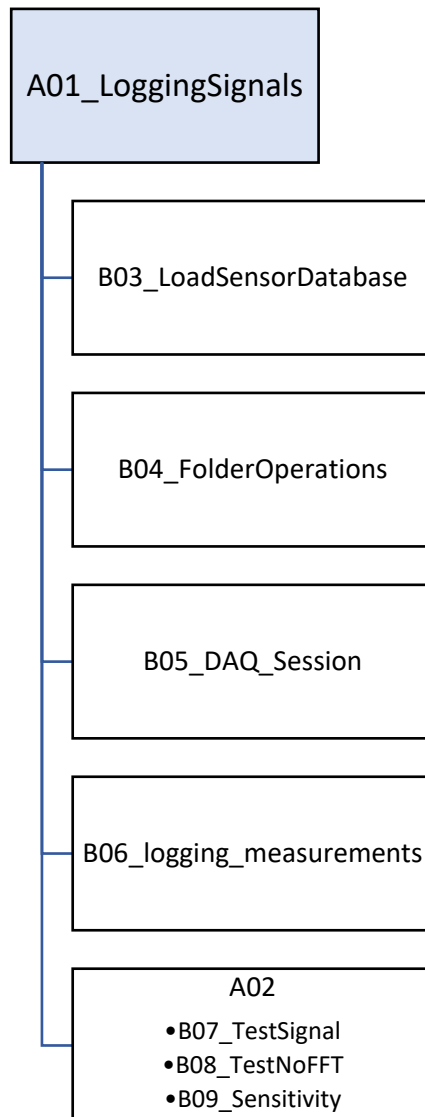 A01_LoggingSignals
B03_LoadSensorDatabase
B04_FolderOperations
B05_DAQ_Session
B06_logging_measurements
A02
•B07_TestSignal
•B08_TestNoFFT
•B09_Sensitivity